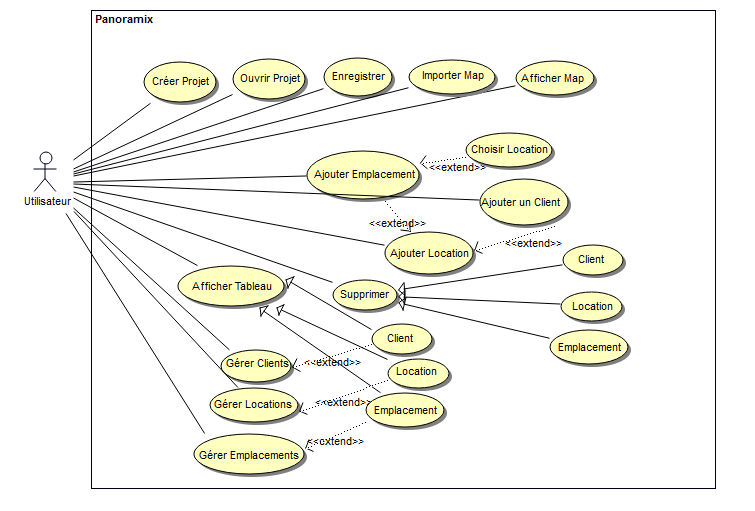 Panoramix
Créer Projet
Ouvrir Projet
Enregistrer
Importer Map
Afficher Map
Choisir Location
<<extend>>
Ajouter Emplacement
Utilisateur
Ajouter un Client
<<extend>>
<<extend>>
Ajouter Location
Client
Afficher Tableau
Supprimer
Location
Client
Emplacement
Gérer Clients
<<extend>>
Location
Gérer Locations
<<extend>>
Emplacement
<<extend>>
Gérer Emplacements